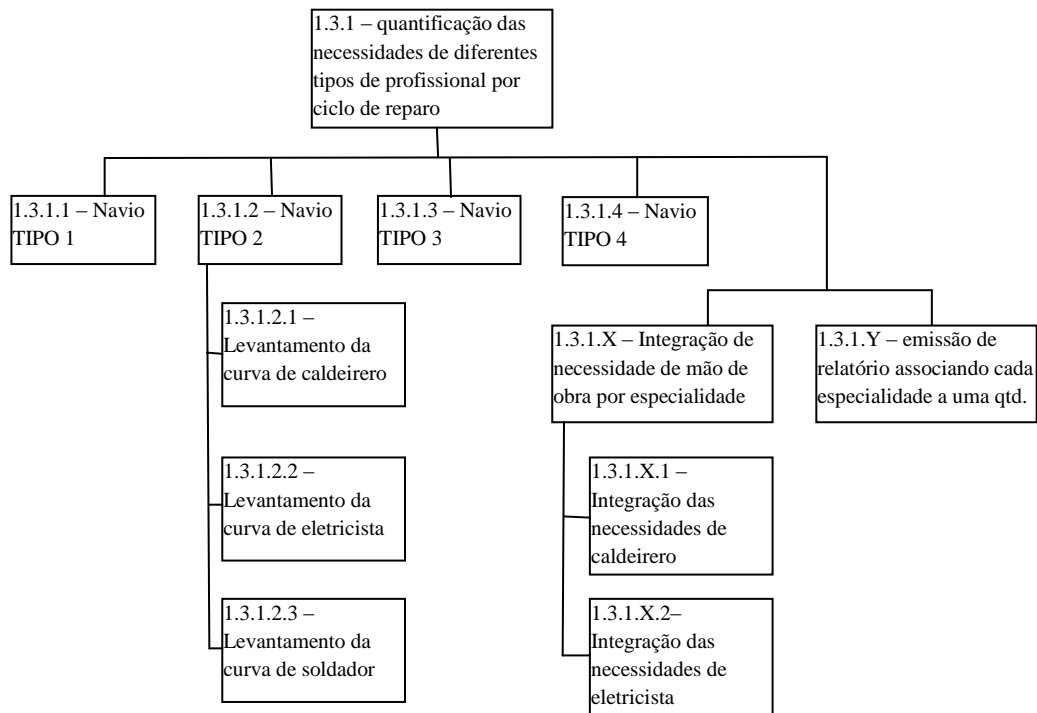 1.3.1 – quantificação das
necessidades de diferentes
tipos de profissional por
ciclo de reparo
1.3.1.1 – Navio
TIPO 1
1.3.1.2 – Navio
TIPO 2
1.3.1.3 – Navio
TIPO 3
1.3.1.4 – Navio
TIPO 4
1.3.1.2.1 –
Levantamento da
curva de caldeirero
1.3.1.2.2 –
Levantamento da
curva de eletricista
1.3.1.2.3 –
Levantamento da
curva de soldador
1.3.1.X – Integração de
necessidade de mão de
obra por especialidade
1.3.1.Y – emissão de
relatório associando cada
especialidade a uma qtd.
1.3.1.X.1 –
Integração das
necessidades de
caldeirero
1.3.1.X.2–
Integração das
necessidades de
eletricista